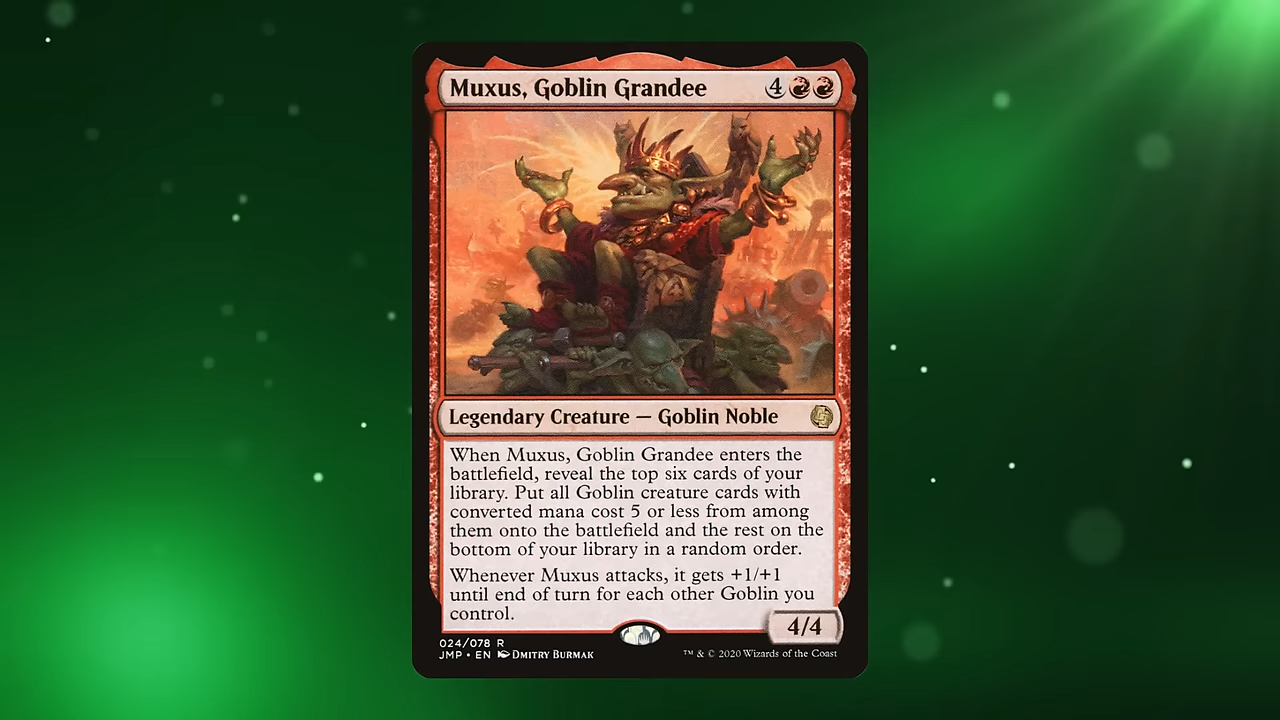 Muxus, Goblin Grandee 4
Legendary Creature — Goblin Noble
When Muxus, Goblin Grandee enters the
battlefield, reveal the top six cards of your
library. Put all Goblin creature cards with
converted mana cost 5 or less from among
them onto the battlefield and the rest on the
bottom of your library in a random order.
Whenever Muxus attacks, it gets +1/+1
until end of turn for each other Goblin you
control.
4/4
024/078 R
JMP • EN Dmitry Burmak
™ & © 2020 Wizards of the Coast